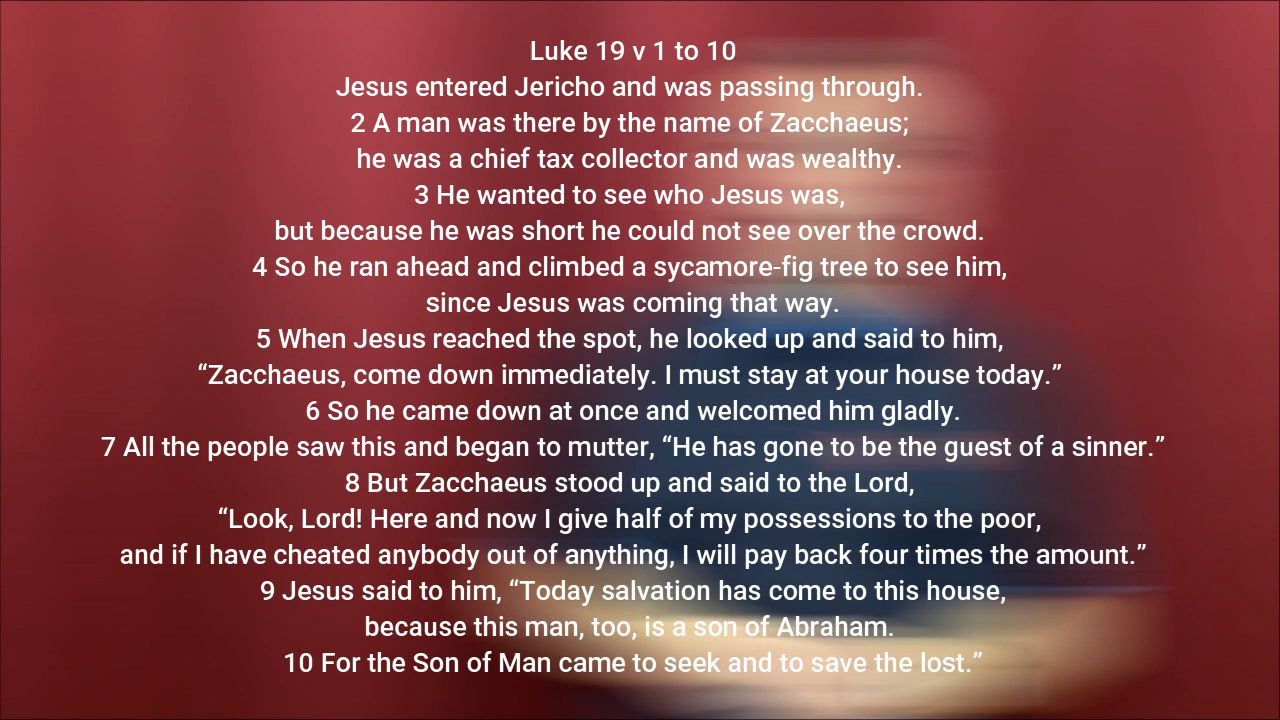 Luke 19 v 1 to 10
Jesus entered Jericho and was passing through.
2 A man was there by the name of Zacchaeus;
he was a chief tax collector and was wealthy.
3 He wanted to see who Jesus was,
but because he was short he could not see over the crowd.
4 So he ran ahead and climbed a sycamore-fig tree to see him,
since Jesus was coming that way.
5 When Jesus reached the spot, he looked up and said to him,
“Zacchaeus, come down immediately. I must stay at your house today.”
6 So he came down at once and welcomed him gladly.
7 All the people saw this and began to mutter, “He has gone to be the guest of a sinner.”
8 But Zacchaeus stood up and said to the Lord,
“Look, Lord! Here and now I give half of my possessions to the poor,
and if I have cheated anybody out of anything, I will pay back four times the amount.”
9 Jesus said to him, “Today salvation has come to this house,
because this man, too, is a son of Abraham.
10 For the Son of Man came to seek and to save the lost.”